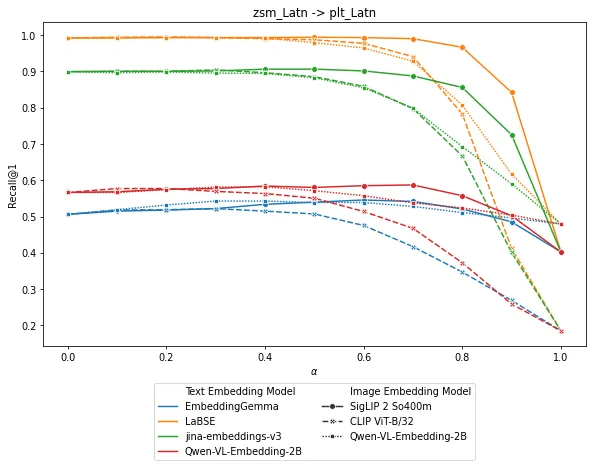 zsm_Latn -> plt_Latn
1.0
0.9
0.8
0.7
0.6
0.5
0.4
0.3
0.2
Recall@1
0.0 0.2 0.4 0.6 0.8 1.0
α
Text Embedding Model
EmbeddingGemma
LaBSE
jina-embeddings-v3
Qwen-VL-Embedding-2B
Image Embedding Model
SigLIP 2 So400m
CLIP ViT-B/32
Qwen-VL-Embedding-2B